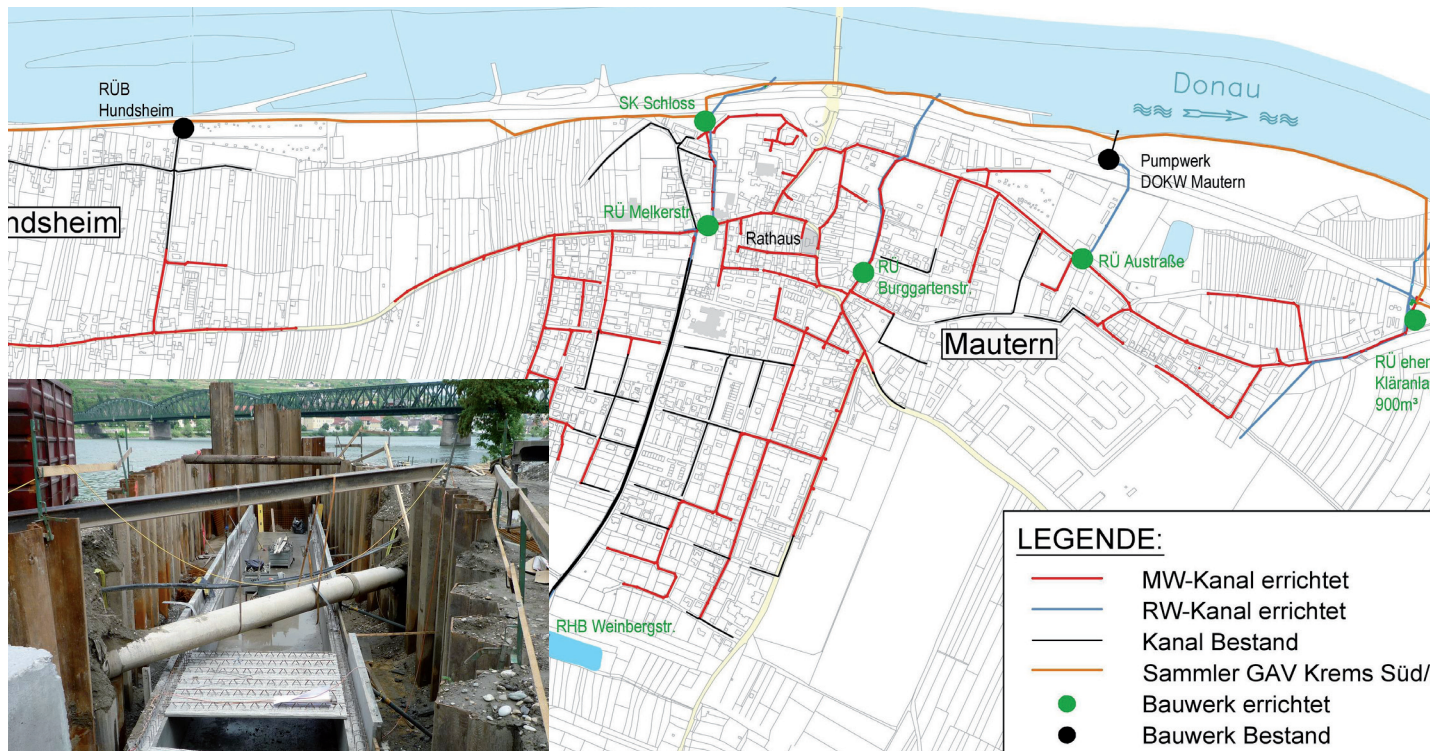 RÜB
Hundsheim
SK Schloss
Donau
Pumpwerk
DOKW Mautern
ndsheim
RÜ Melkerstr.
Rathaus
RÜ
Burggartenstr.
RÜ Austraße
Mautern
RÜ ehem
Kläranla
900m³
RHB Weinbergstr.
LEGENDE:
MW-Kanal errichtet
RW-Kanal errichtet
Kanal Bestand
Sammler GAV Krems Süd/
Bauwerk errichtet
Bauwerk Bestand